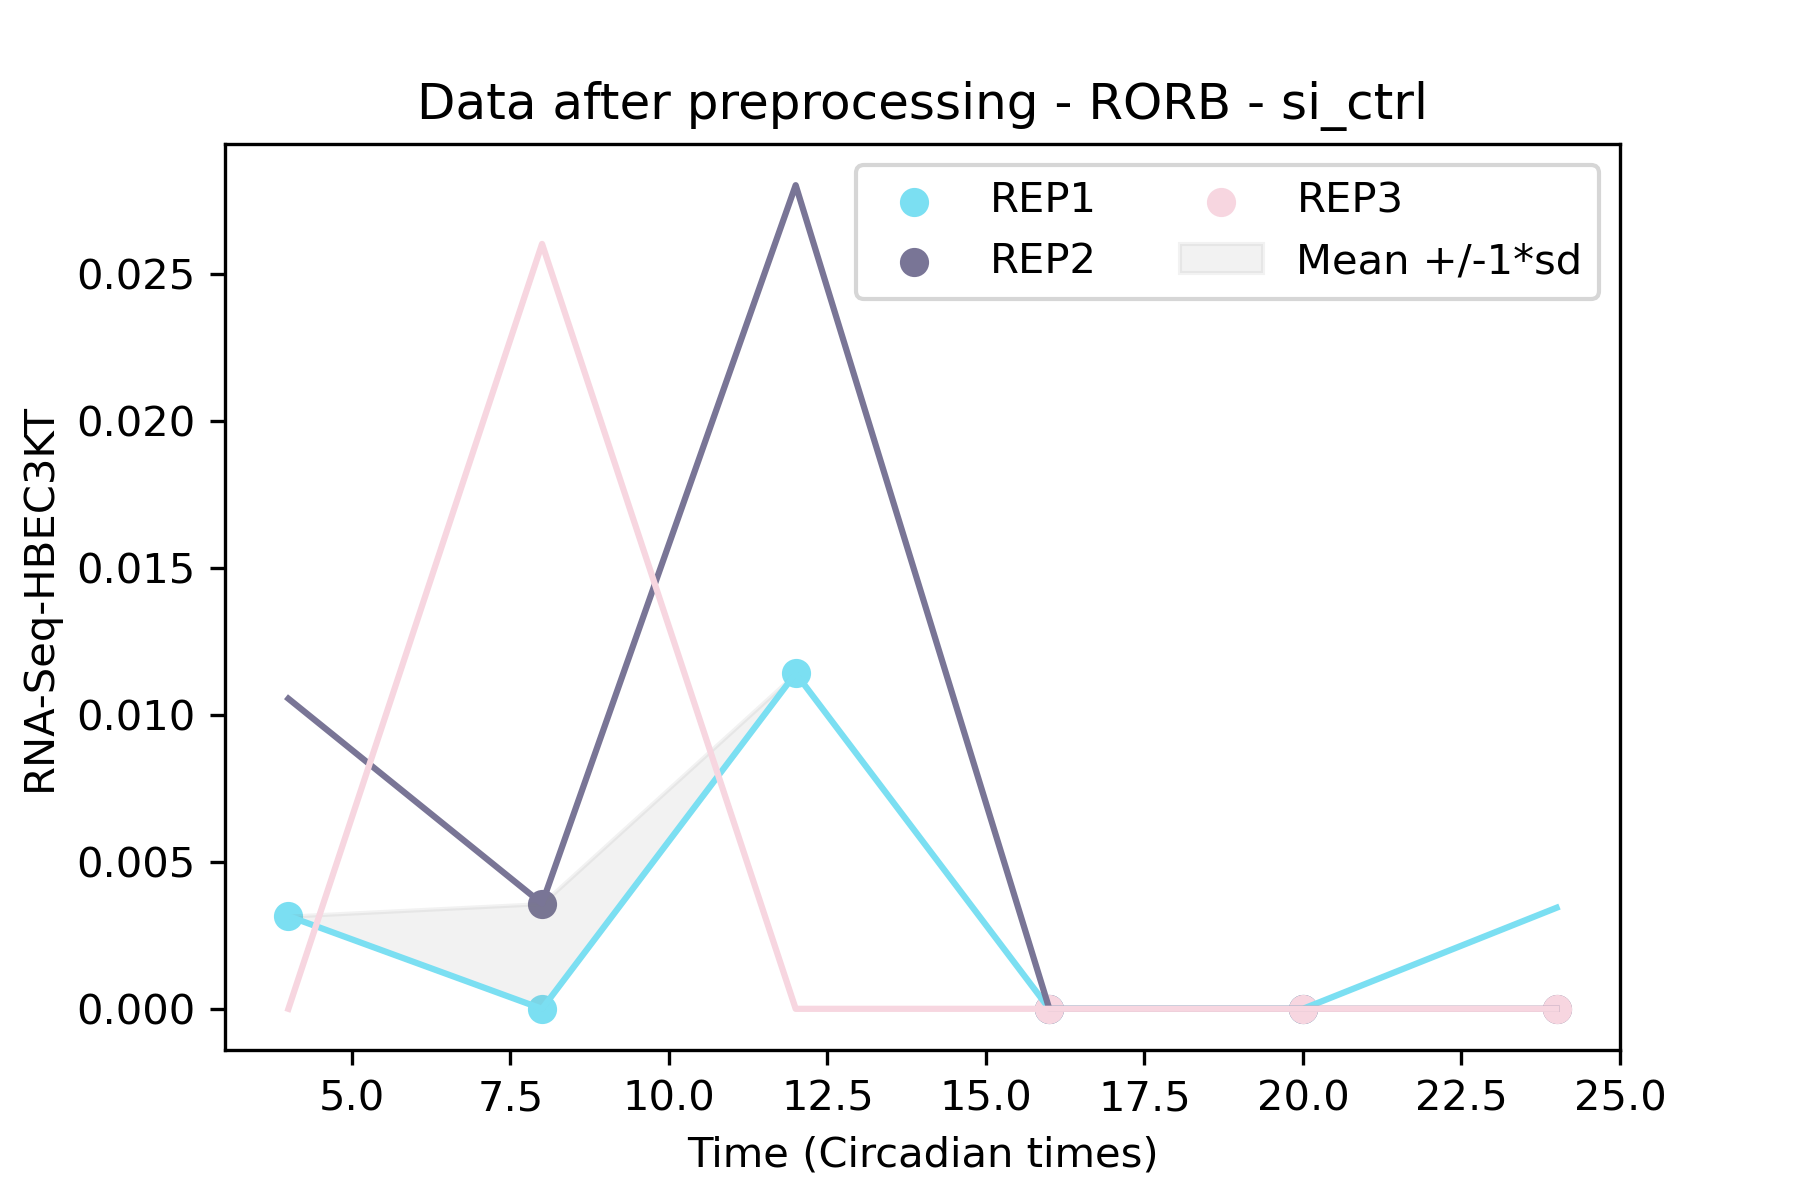 Data after preprocessing - RORB - si_ctrl
REP1
REP2
REP3
Mean +/-1*sd
RNA-Seq-HBEC3KT
0.025
0.020
0.015
0.010
0.005
0.000
5.0 7.5 10.0 12.5 15.0 17.5 20.0 22.5 25.0
Time (Circadian times)